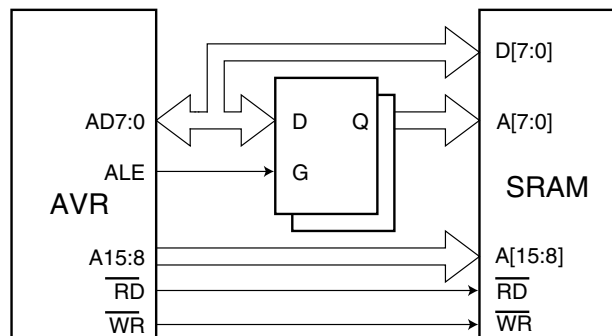 D[7:0]
AD7:0
D
Q
A[7:0]
ALE
G
AVR
SRAM
A15:8
A[15:8]
RD
RD
WR
WR